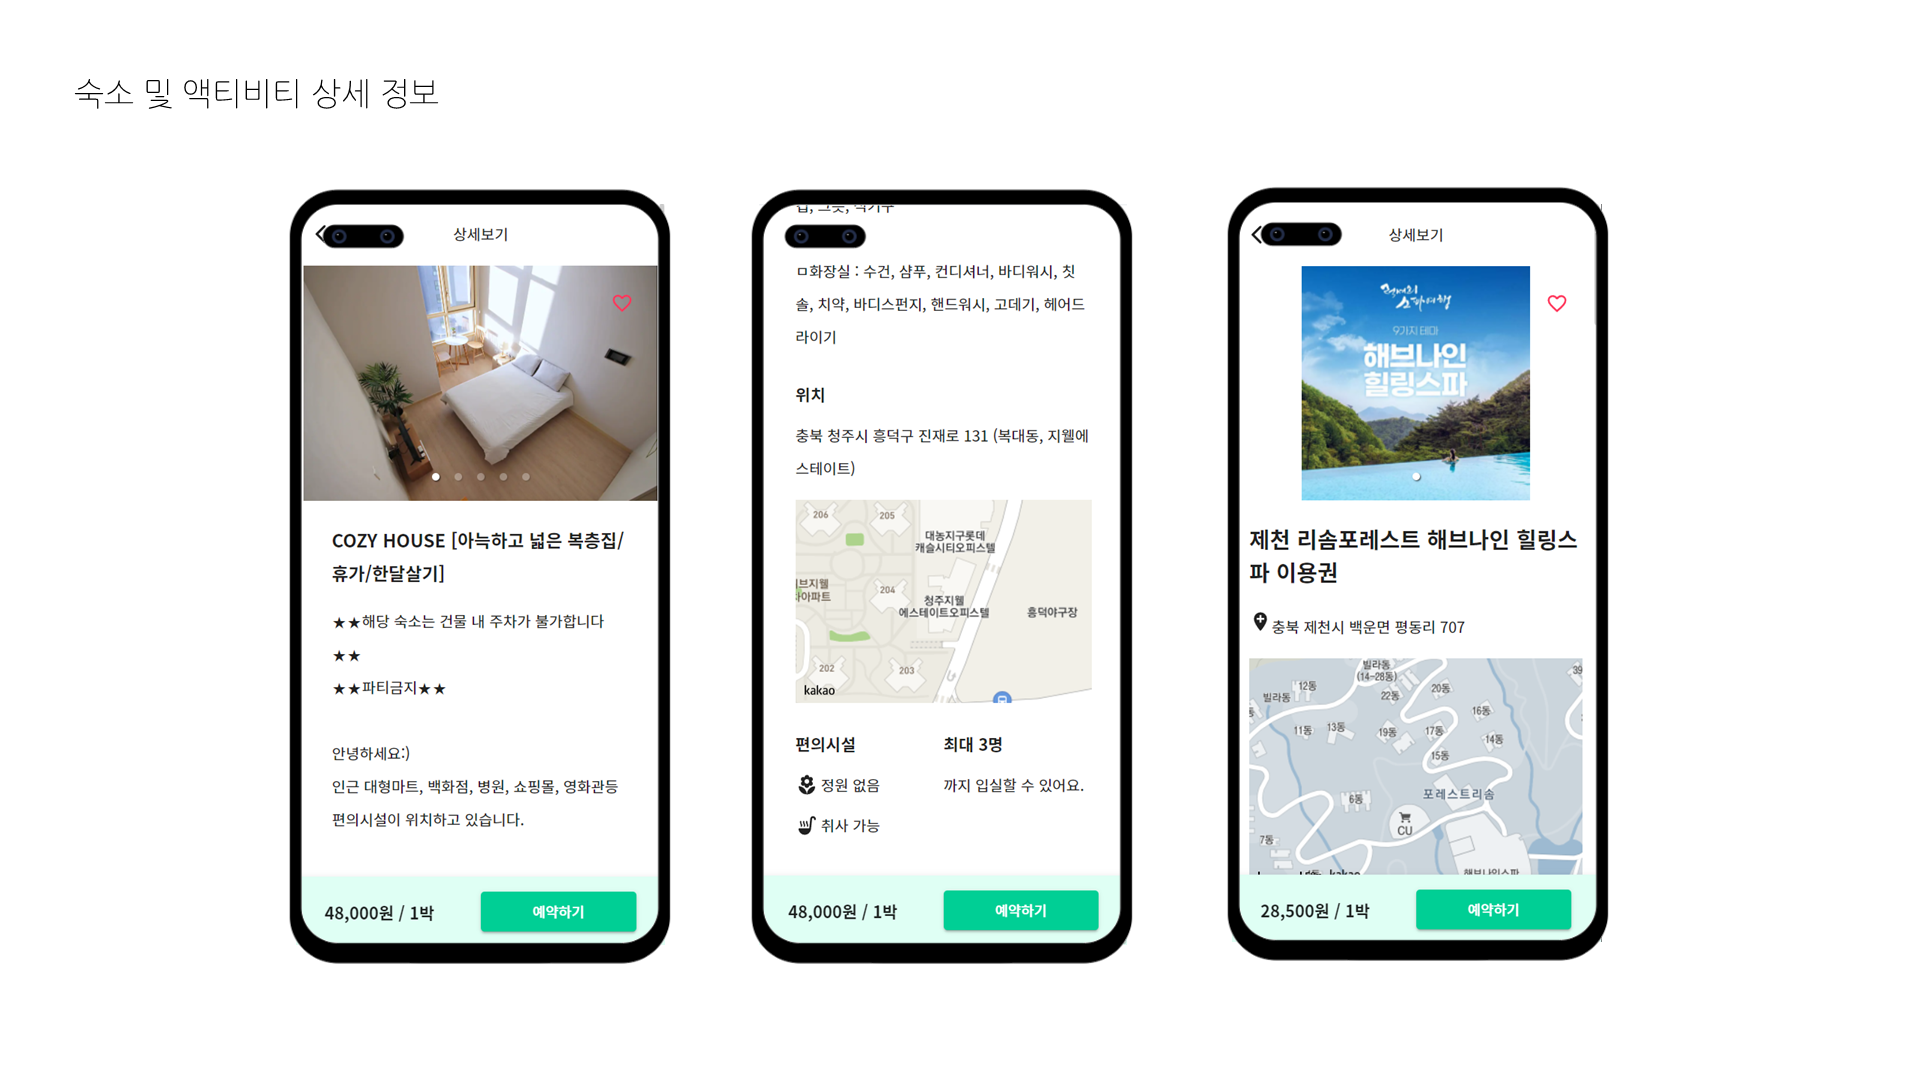 숙소 및 액티비티 상세 정보
상세보기
COZY HOUSE [아늑하고 넓은 복층집/
휴가/한달살기]
★★해당 숙소는 건물 내 주차가 불가합니다
★★
★★파티금지★★
안녕하세요:)
인근 대형마트, 백화점, 병원, 쇼핑몰, 영화관등
편의시설이 위치하고 있습니다.
48,000원 / 1박
예약하기
ㅁ화장실 : 수건, 샴푸, 컨디셔너, 바디워시, 칫
솔, 치약, 바디스펀지, 핸드워시, 고데기, 헤어드
라이기
위치
충북 청주시 흥덕구 진재로 131 (복대동, 지웰에
스테이트)
206
205
대농지구롯데
캐슬시티오피스텔
브지웰
아파트
204
청주지웰
에스테이트오피스텔
흥덕야구장
202
203
kakao
편의시설
최대 3명
정원 없음
까지 입실할 수 있어요.
취사 가능
48,000원 / 1박
예약하기
상세보기
9가지 테마
해브나인
힐링스파
제천 리솜포레스트 해브나인 힐링스
파 이용권
충북 제천시 백운면 평동리 707
빌라동
(14-28동)
39
12동
빌라동
22동
20동
16동
11동
13동
19동
17동
14동
15동
6동
포레스트리솜
CU
7동
해브나인스파
kakao
28,500원 / 1박
예약하기